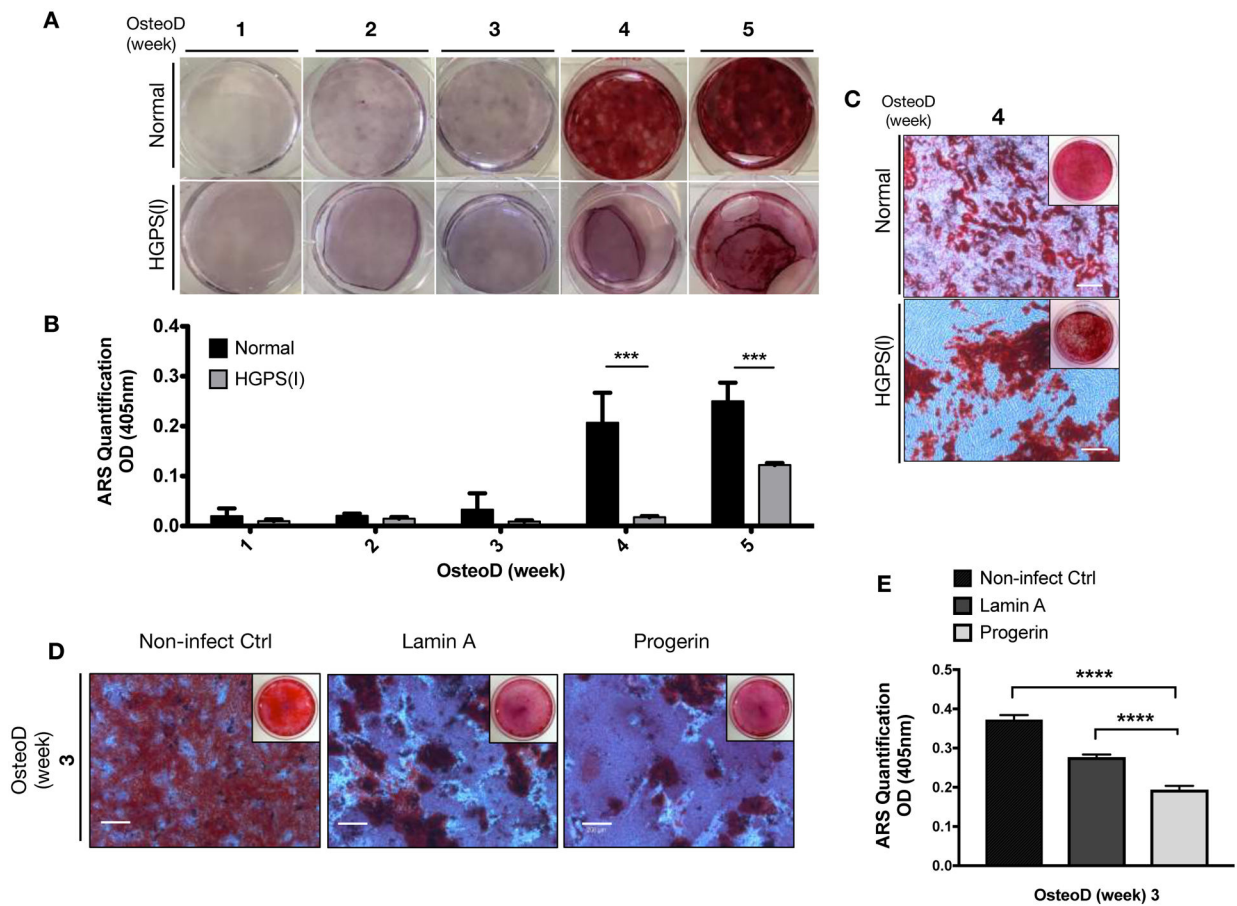 A
OsteoD
(week)
1 2 3 4 5
Normal
HGPS(I)
B
ARS Quantification
OD (405nm)
0.4
0.3
0.2
0.1
0.0
Normal
HGPS(I)
*** ***
1 2 3 4 5
OsteoD (week)
C
OsteoD
(week)
4
Normal
HGPS(I)
D
Non-infect Ctrl Lamin A Progerin
OsteoD
(week)
3
E
Non-infect Ctrl
Lamin A
Progerin
ARS Quantification
OD (405nm)
0.5
0.4
0.3
0.2
0.1
0.0
****
****
OsteoD (week) 3